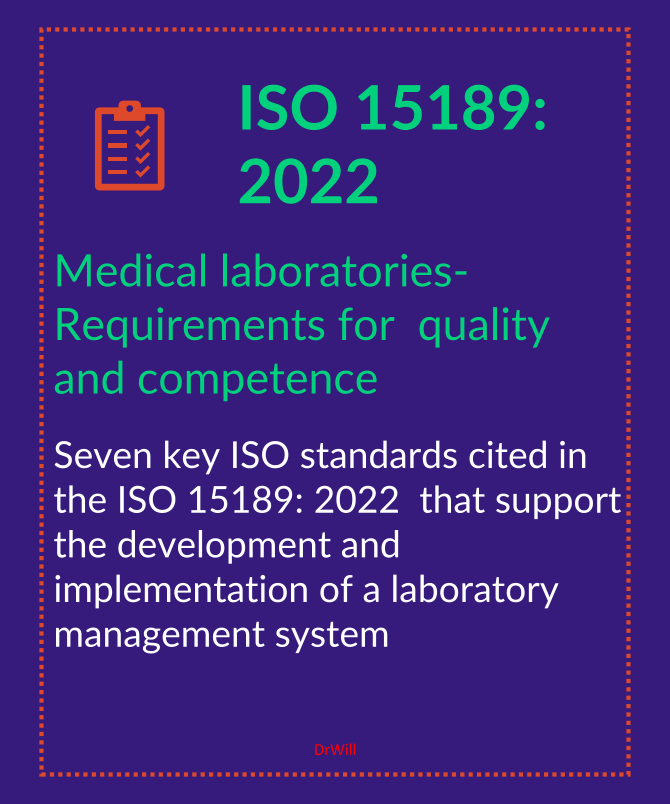 ISO 15189:
2022
Medical laboratories-
Requirements for  quality
and competence
Seven key ISO standards cited in
the ISO 15189: 2022  that support
the development and
implementation of a laboratory
management system
DrWill